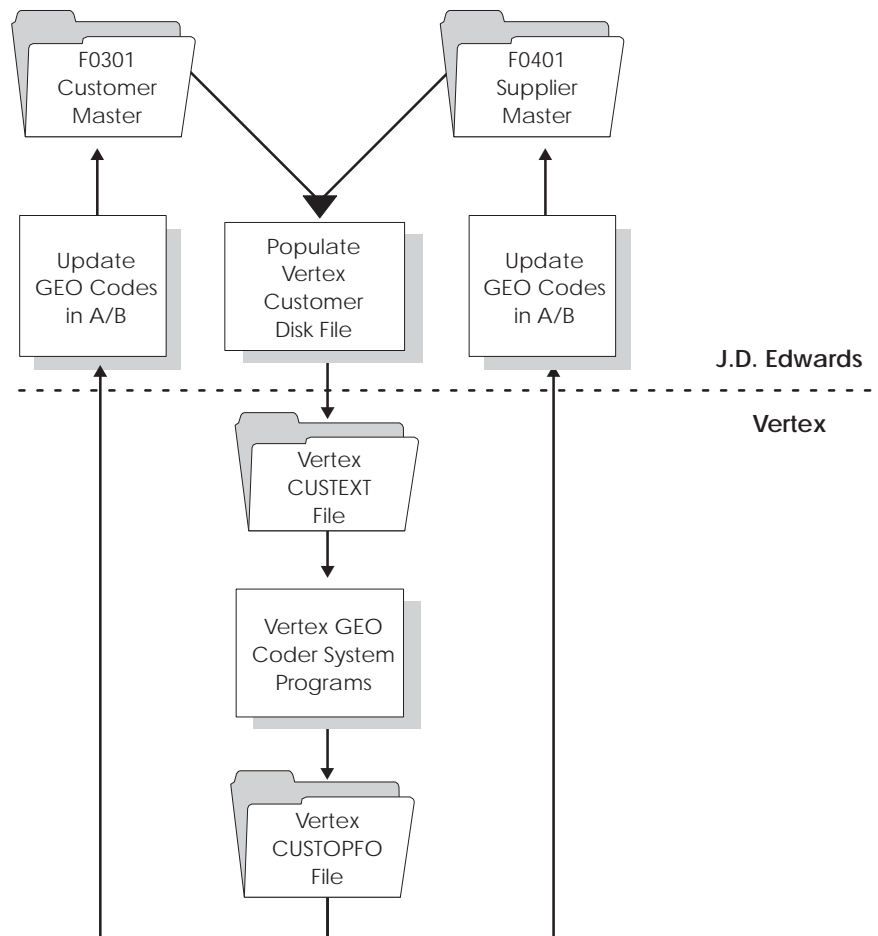 F0301
Customer
Master
F0401
Supplier
Master
Update
GEO Codes
in A/B
Populate
Vertex
Customer
Disk File
Update
GEO Codes
in A/B
J.D. Edwards
Vertex
Vertex
CUSTEXT
File
Vertex GEO
Coder System
Programs
Vertex
CUSTOPFO
File